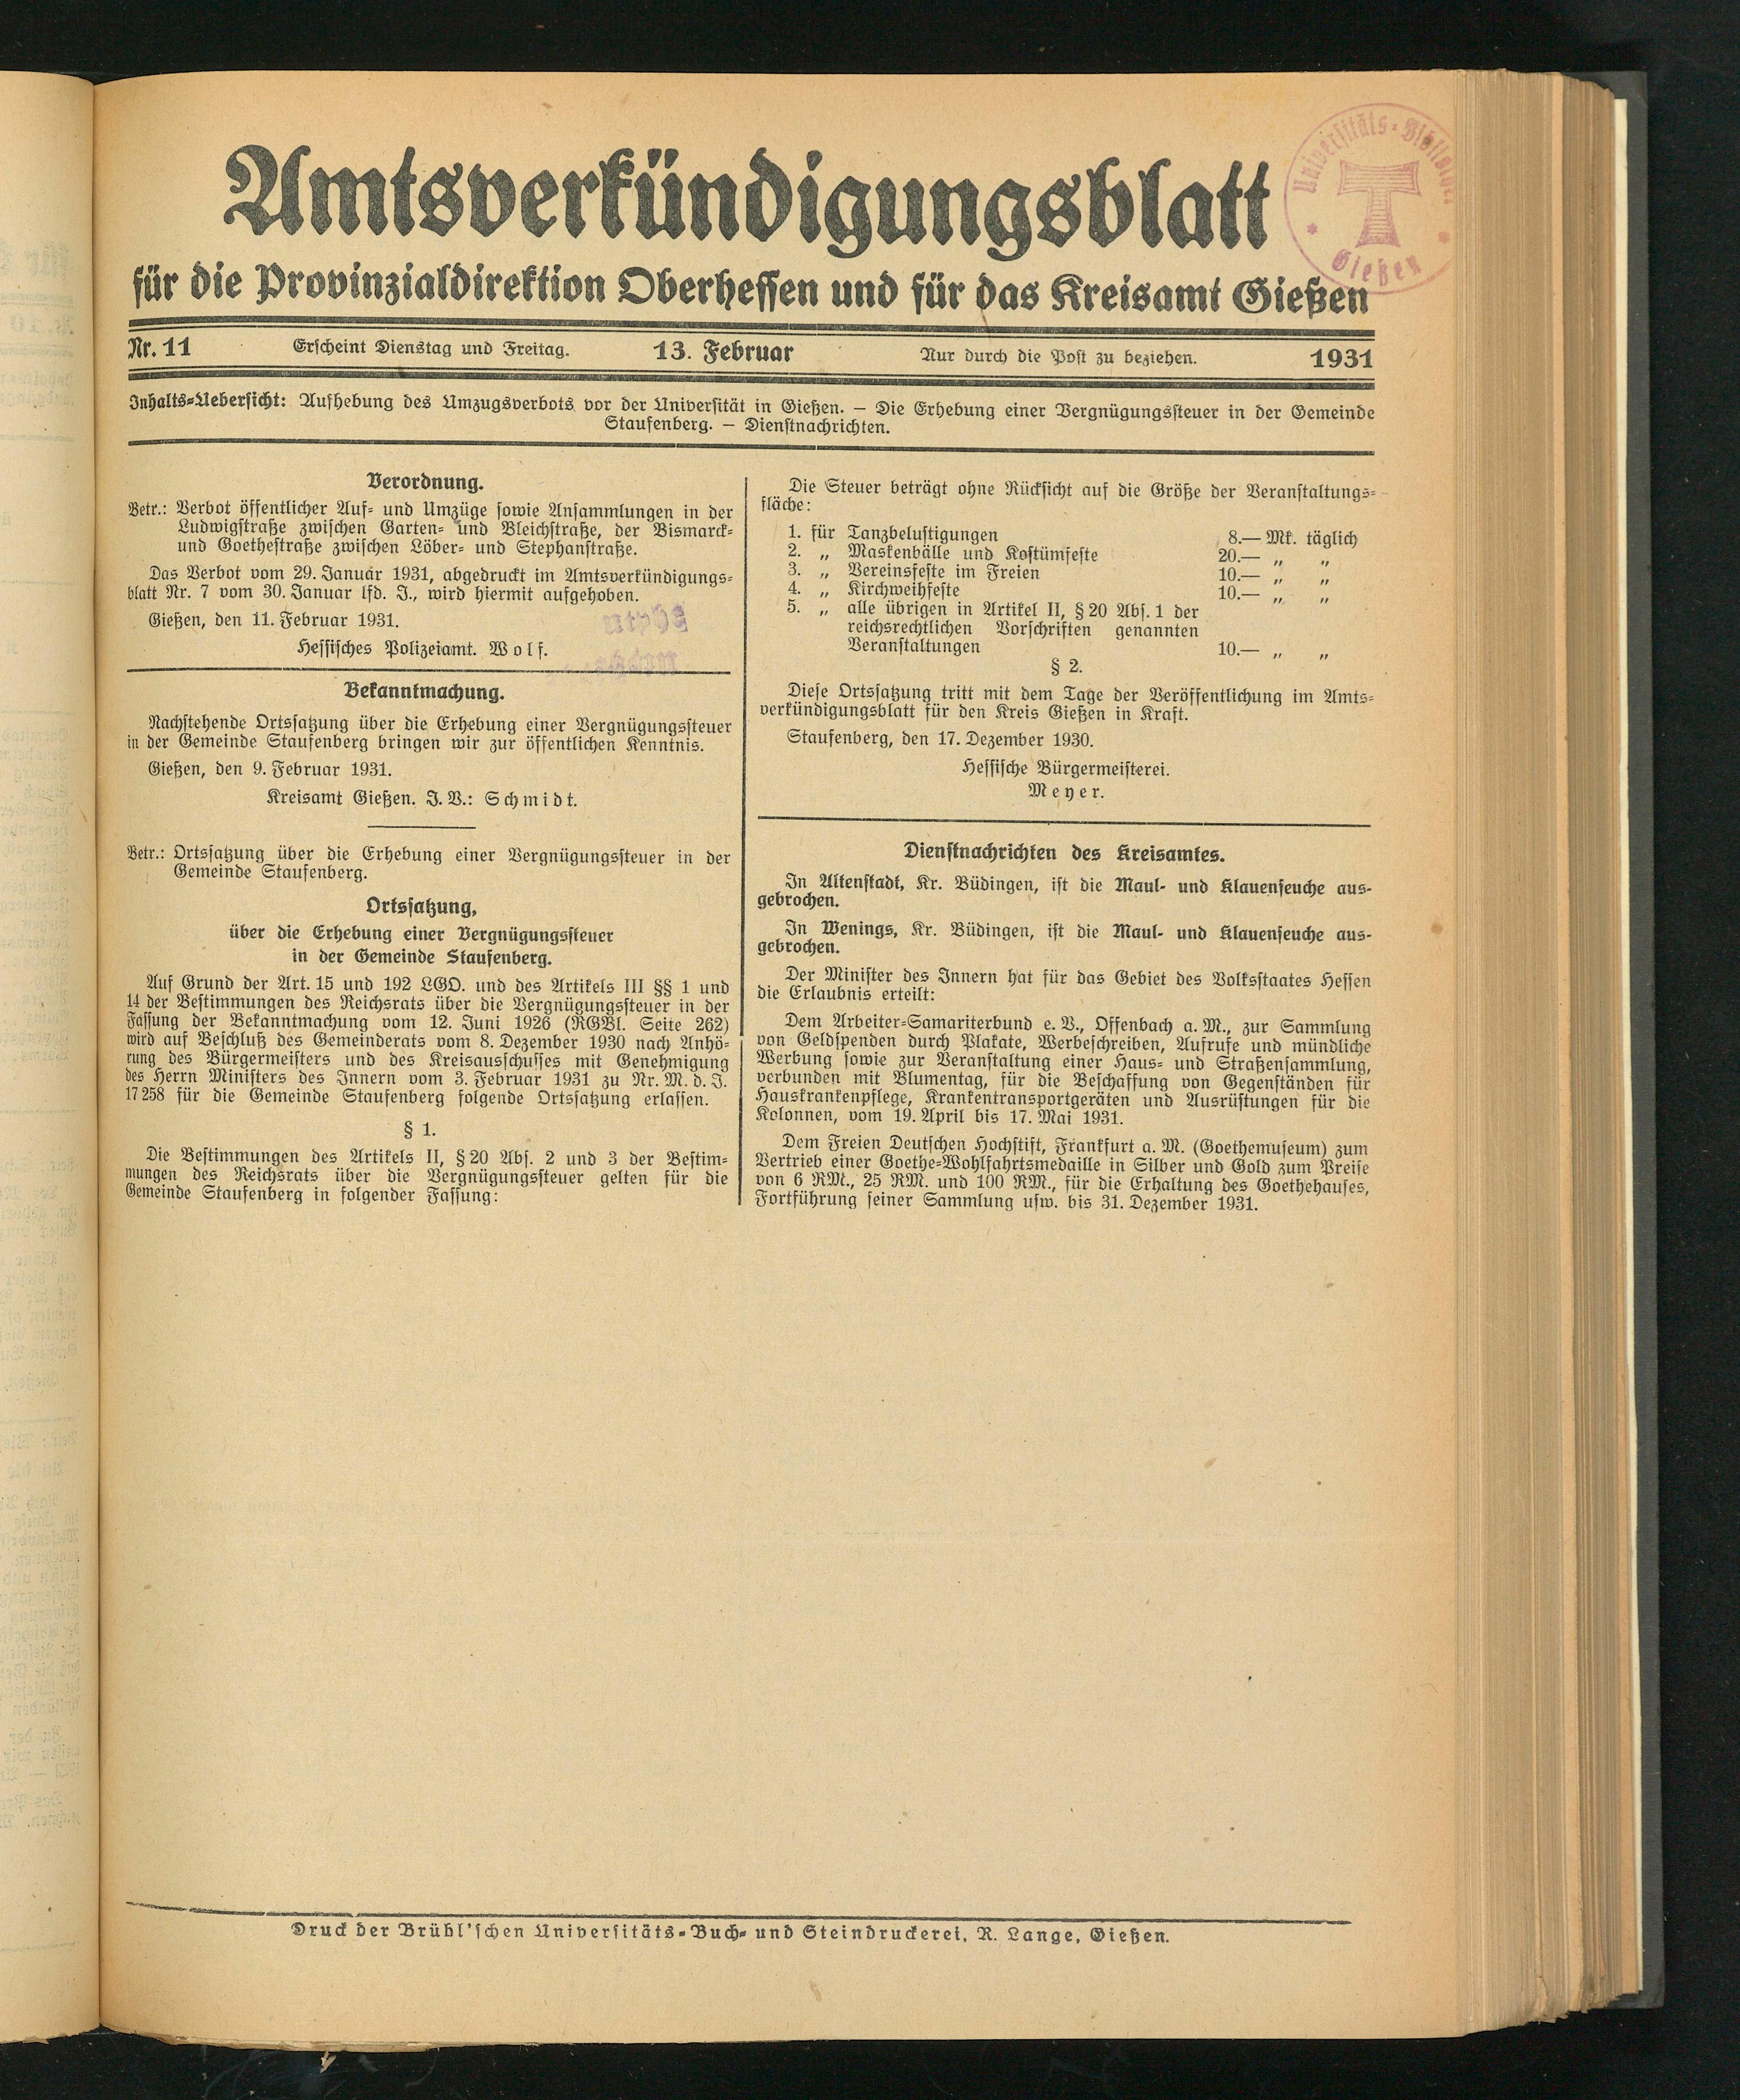 Amtsverkündigungsblatt
für die Provinzialdirektion Oberhessen und für das Kreisamt Gießen
Universitäts-Bibliothek
Gießen
Nr. 11 Erscheint Dienstag und Freitag. 13. Februar Nur durch die Post zu beziehen. 1931
Inhalts-Uebersicht: Aufhebung des Umzugsverbots vor der Universität in Gießen. — Die Erhebung einer Vergnügungssteuer in der Gemeinde
Staufenberg. — Dienstnachrichten.
Verordnung.
Betr.: Verbot öffentlicher Auf- und Umzüge sowie Ansammlungen in der
Ludwigstraße zwischen Garten- und Bleichstraße, der Bismarck-
und Goethestraße zwischen Löber- und Stephanstraße.
Das Verbot vom 29. Januar 1931, abgedruckt im Amtsverkündigungs-
blatt Nr. 7 vom 30. Januar lfd. J., wird hiermit aufgehoben.
Gießen, den 11. Februar 1931.
Hessisches Polizeiamt. Wolf.
Bekanntmachung.
Nachstehende Ortssatzung über die Erhebung einer Vergnügungssteuer
in der Gemeinde Staufenberg bringen wir zur öffentlichen Kenntnis.
Gießen, den 9. Februar 1931.
Kreisamt Gießen. J. V.: Schmidt.
Betr.: Ortssatzung über die Erhebung einer Vergnügungssteuer in der
Gemeinde Staufenberg.
Ortssatzung,
über die Erhebung einer Vergnügungssteuer
in der Gemeinde Staufenberg.
Auf Grund der Art. 15 und 192 LGO. und des Artikels III §§ 1 und
14 der Bestimmungen des Reichsrats über die Vergnügungssteuer in der
Fassung der Bekanntmachung vom 12. Juni 1926 (RGBl. Seite 262)
wird auf Beschluß des Gemeinderats vom 8. Dezember 1930 nach Anhö-
rung des Bürgermeisters und des Kreisausschusses mit Genehmigung
des Herrn Ministers des Innern vom 3. Februar 1931 zu Nr. M. d. J.
17 258 für die Gemeinde Staufenberg folgende Ortssatzung erlassen.
§ 1.
Die Bestimmungen des Artikels II, § 20 Abs. 2 und 3 der Bestim-
mungen des Reichsrats über die Vergnügungssteuer gelten für die
Gemeinde Staufenberg in folgender Fassung:
Die Steuer beträgt ohne Rücksicht auf die Größe der Veranstaltungs-
fläche:
1. für Tanzbelustigungen 8.— Mk. täglich
2. „ Maskenbälle und Kostümfeste 20.— „ „
3. „ Vereinsfeste im Freien 10.— „ „
4. „ Kirchweihfeste 10.— „ „
5. „ alle übrigen in Artikel II, § 20 Abs. 1 der
reichsrechtlichen Vorschriften genannten
Veranstaltungen 10.— „ „
§ 2.
Diese Ortssatzung tritt mit dem Tage der Veröffentlichung im Amts-
verkündigungsblatt für den Kreis Gießen in Kraft.
Staufenberg, den 17. Dezember 1930.
Hessische Bürgermeisterei.
Meyer.
Dienstnachrichten des Kreisamtes.
In Altenstadt, Kr. Büdingen, ist die Maul- und Klauenseuche aus-
gebrochen.
In Wenings, Kr. Büdingen, ist die Maul- und Klauenseuche aus-
gebrochen.
Der Minister des Innern hat für das Gebiet des Volksstaates Hessen
die Erlaubnis erteilt:
Dem Arbeiter-Samariterbund e. V., Offenbach a. M., zur Sammlung
von Geldspenden durch Plakate, Werbeschreiben, Aufrufe und mündliche
Werbung sowie zur Veranstaltung einer Haus- und Straßensammlung,
verbunden mit Blumentag, für die Beschaffung von Gegenständen für
Hauskrankenpflege, Krankentransportgeräten und Ausrüstungen für die
Kolonnen, vom 19. April bis 17. Mai 1931.
Dem Freien Deutschen Hochstift, Frankfurt a. M. (Goethemuseum) zum
Vertrieb einer Goethe-Wohlfahrtsmedaille in Silber und Gold zum Preise
von 6 RM., 25 RM. und 100 RM., für die Erhaltung des Goethehauses,
Fortführung seiner Sammlung usw. bis 31. Dezember 1931.
Druck der Brühl'schen Universitäts-Buch- und Steindruckerei, R. Lange, Gießen.